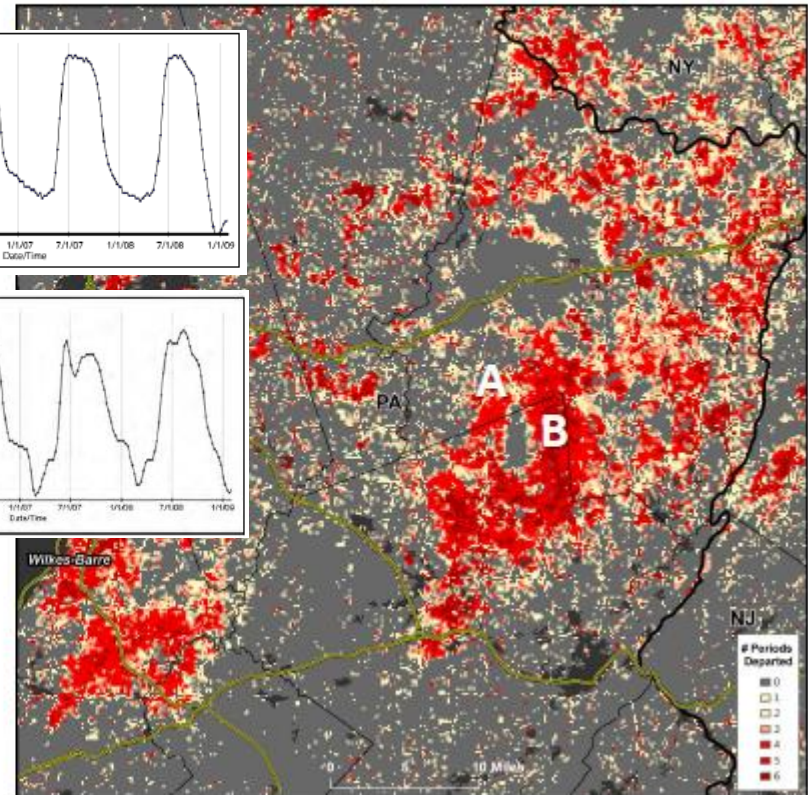 NY
1/1/07 7/1/07 1/1/08 7/1/08 1/1/09
Date/Time
A
PA
B
1/1/07 7/1/07 1/1/08 7/1/08 1/1/09
Date/Time
Wilkes-Barre
NJ
# Periods
Departed
0
1
2
3
4
5
6
0 5 10 Miles